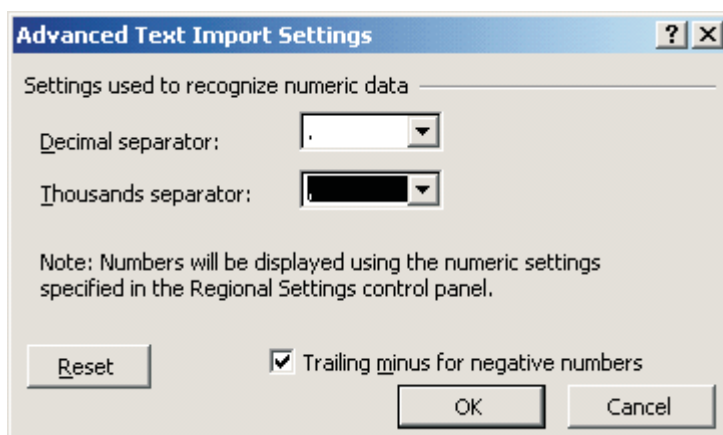 Advanced Text Import Settings
Settings used to recognize numeric data
Decimal separator: .
Thousands separator: ,
Note: Numbers will be displayed using the numeric settings
specified in the Regional Settings control panel.
Reset
Trailing minus for negative numbers
OK
Cancel